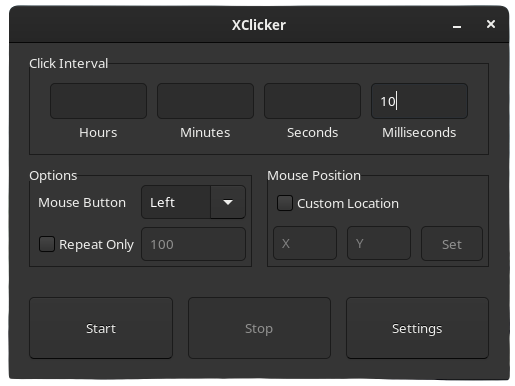 XClicker
Click Interval
10
Hours Minutes Seconds Milliseconds
Options
Mouse Button Left
Repeat Only 100
Mouse Position
Custom Location
X Y Set
Start Stop Settings